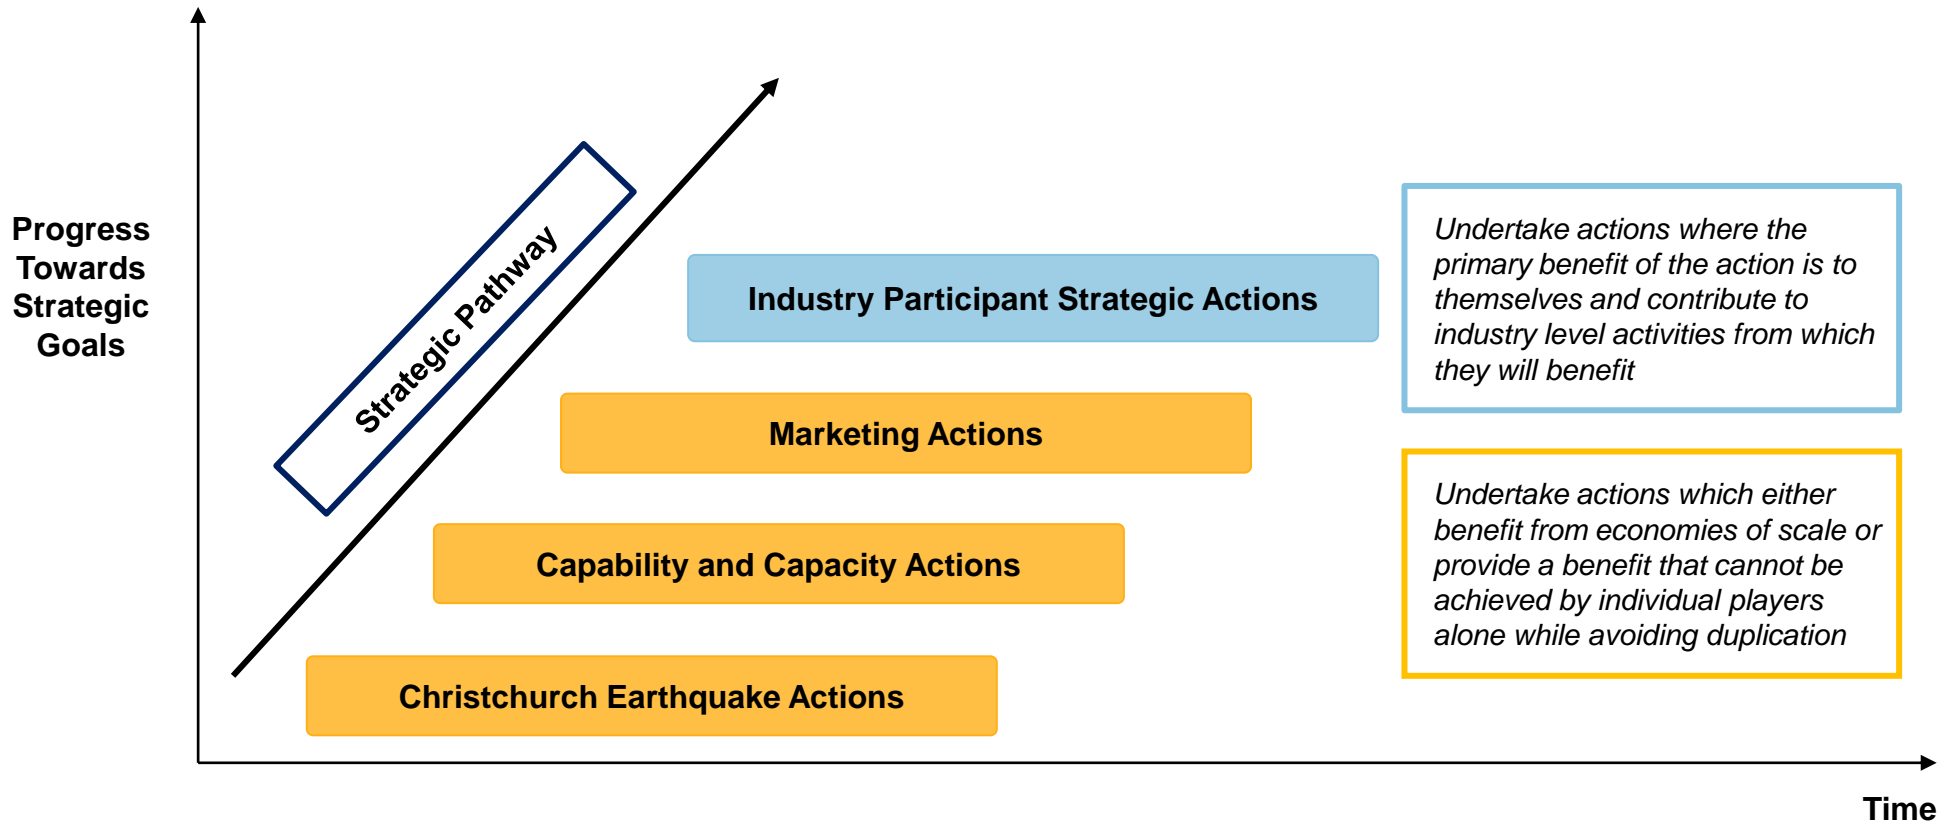 Progress
Towards
Strategic
Goals
Strategic Pathway
Industry Participant Strategic Actions
Marketing Actions
Capability and Capacity Actions
Christchurch Earthquake Actions
Undertake actions where the
primary benefit of the action is to
themselves and contribute to
industry level activities from which
they will benefit
Undertake actions which either
benefit from economies of scale or
provide a benefit that cannot be
achieved by individual players
alone while avoiding duplication
Time